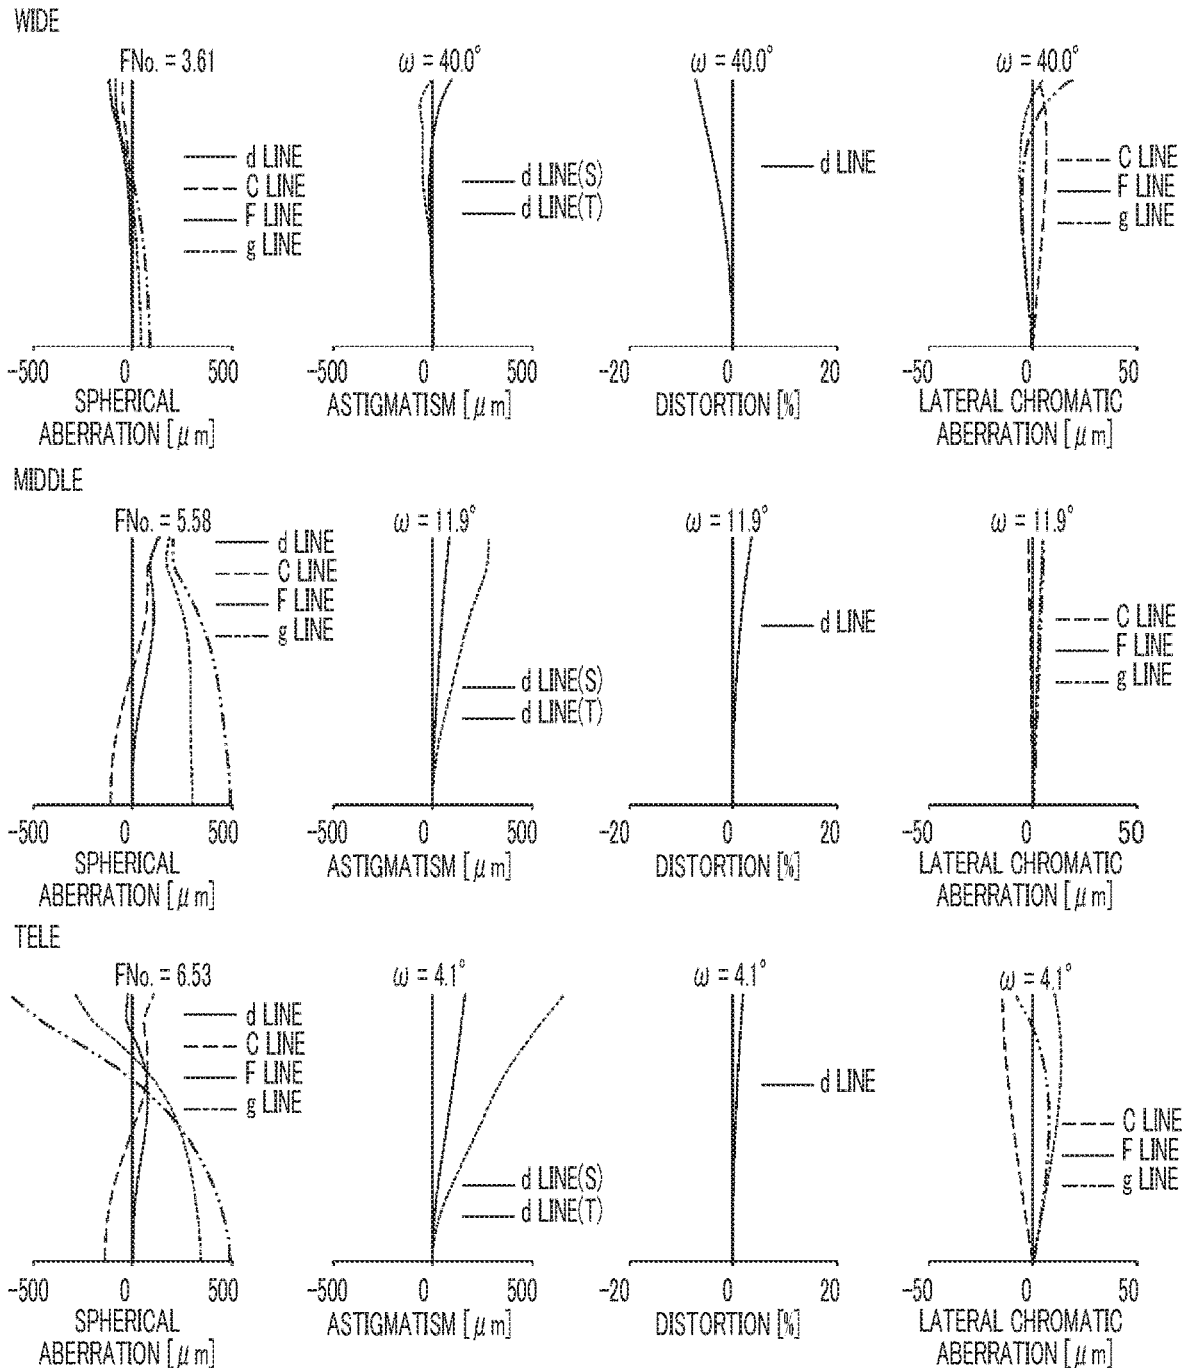 WIDE
FNo. = 3.61
d LINE
C LINE
F LINE
g LINE
-500 0 500
SPHERICAL
ABERRATION [μm]
ω = 40.0°
d LINE(S)
d LINE(T)
-500 0 500
ASTIGMATISM [μm]
ω = 40.0°
d LINE
-20 0 20
DISTORTION [%]
ω = 40.0°
C LINE
F LINE
g LINE
-50 0 50
LATERAL CHROMATIC
ABERRATION [μm]
MIDDLE
FNo. = 5.58
d LINE
C LINE
F LINE
g LINE
-500 0 500
SPHERICAL
ABERRATION [μm]
ω = 11.9°
d LINE(S)
d LINE(T)
-500 0 500
ASTIGMATISM [μm]
ω = 11.9°
d LINE
-20 0 20
DISTORTION [%]
ω = 11.9°
C LINE
F LINE
g LINE
-50 0 50
LATERAL CHROMATIC
ABERRATION [μm]
TELE
FNo. = 6.53
d LINE
C LINE
F LINE
g LINE
-500 0 500
SPHERICAL
ABERRATION [μm]
ω = 4.1°
d LINE(S)
d LINE(T)
-500 0 500
ASTIGMATISM [μm]
ω = 4.1°
d LINE
-20 0 20
DISTORTION [%]
ω = 4.1°
C LINE
F LINE
g LINE
-50 0 50
LATERAL CHROMATIC
ABERRATION [μm]